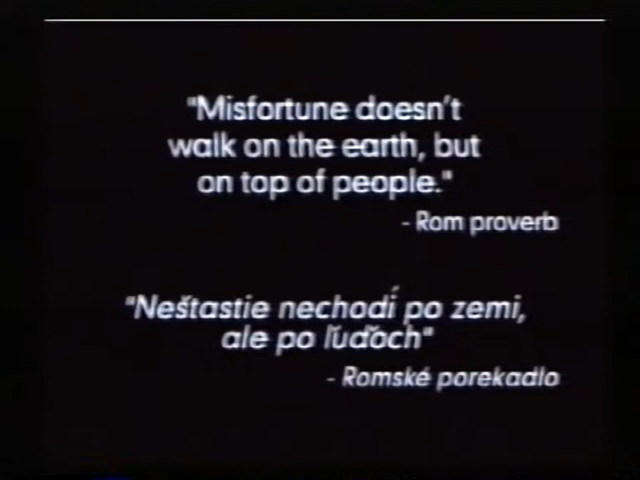 "Misfortune doesn't
walk on the earth, but
on top of people."
- Rom proverb
"Neštastie nechodí po zemi,
ale po ľuďoch"
- Romské porekadlo